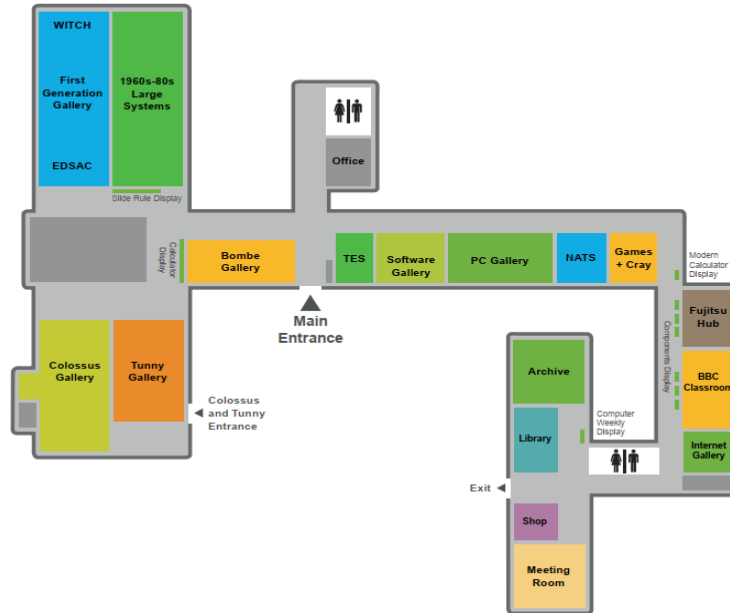 WITCH
First
Generation
Gallery
EDSAC
1960s-80s
Large
Systems
Slide Rule Display
Office
Calculator
Display
Bombe
Gallery
TES
Software
Gallery
PC Gallery
NATS
Games
+ Cray
Modern
Calculator
Display
Main
Entrance
Fujitsu
Hub
Components Display
BBC
Classroom
Internet
Gallery
Colossus
Gallery
Tunny
Gallery
Colossus
and Tunny
Entrance
Archive
Library
Computer
Weekly
Display
Exit
Shop
Meeting
Room